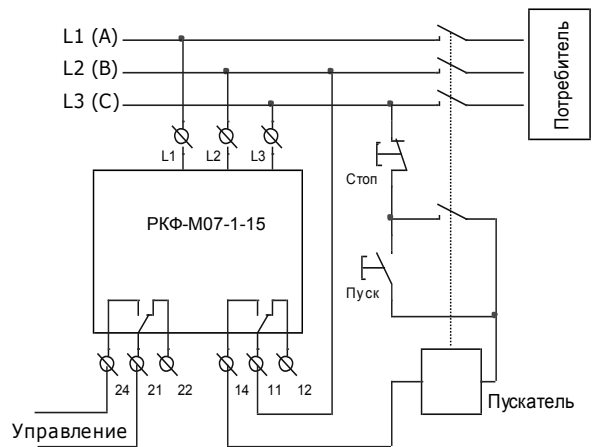 L1 (A)
L2 (B)
L3 (C)
Потребитель
L1 L2 L3
Стоп
РКФ-М07-1-15
Пуск
24 21 22 14 11 12
Управление
Пускатель